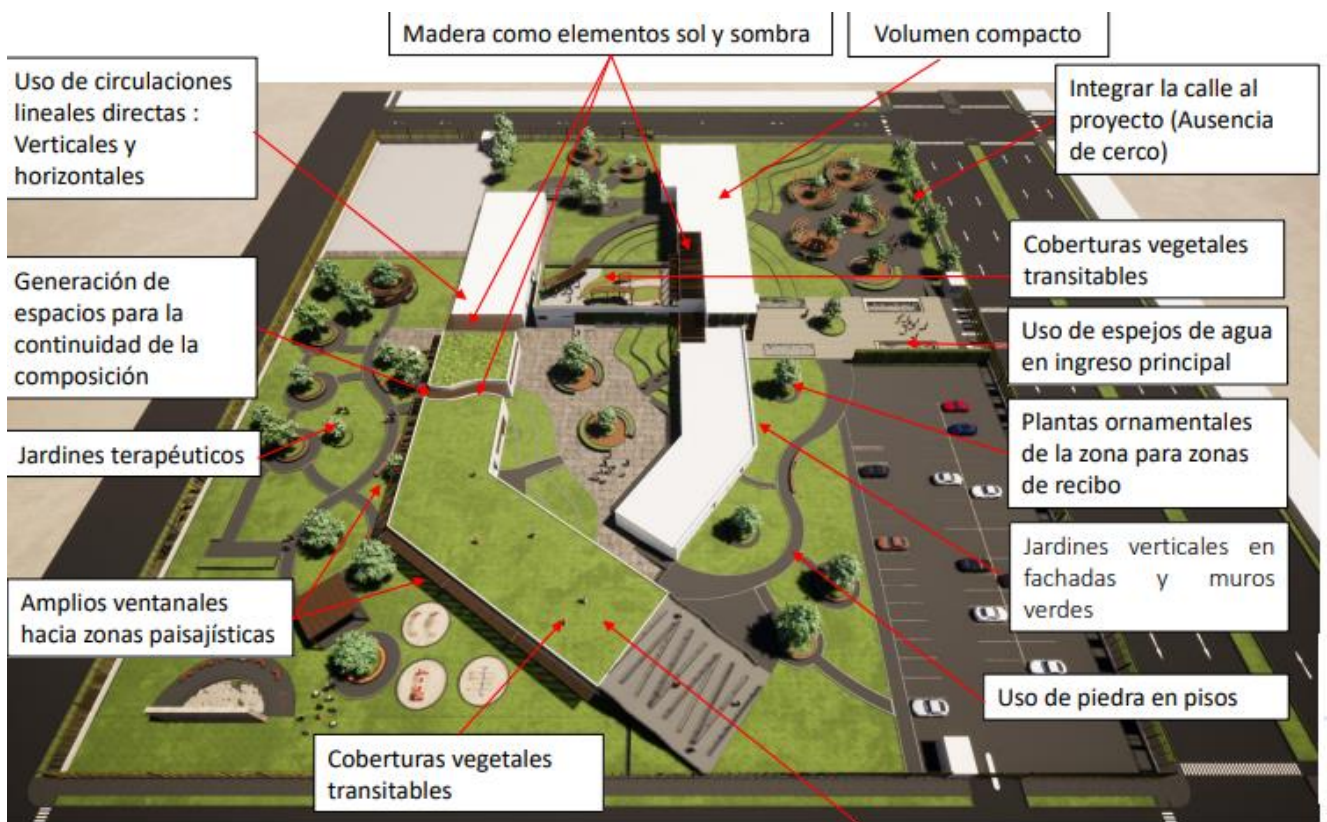 Madera como elementos sol y sombra
Volumen compacto
Uso de circulaciones
lineales directas :
Verticales y
horizontales
Integrar la calle al
proyecto (Ausencia
de cerco)
Coberturas vegetales
transitables
Generación de
espacios para la
continuidad de la
composición
Uso de espejos de agua
en ingreso principal
Jardines terapéuticos
Plantas ornamentales
de la zona para zonas
de recibo
Jardines verticales en
fachadas y muros
verdes
Amplios ventanales
hacia zonas paisajísticas
Uso de piedra en pisos
Coberturas vegetales
transitables